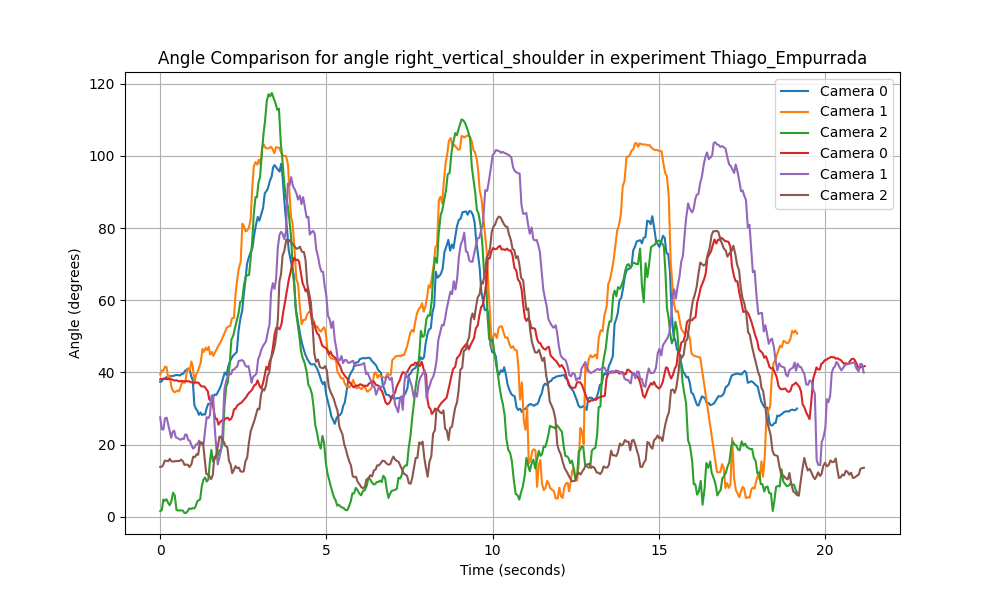 Angle Comparison for angle right_vertical_shoulder in experiment Thiago_Empurrada
Angle (degrees)
120
100
80
60
40
20
0
Camera 0
Camera 1
Camera 2
Camera 0
Camera 1
Camera 2
0 5 10 15 20
Time (seconds)